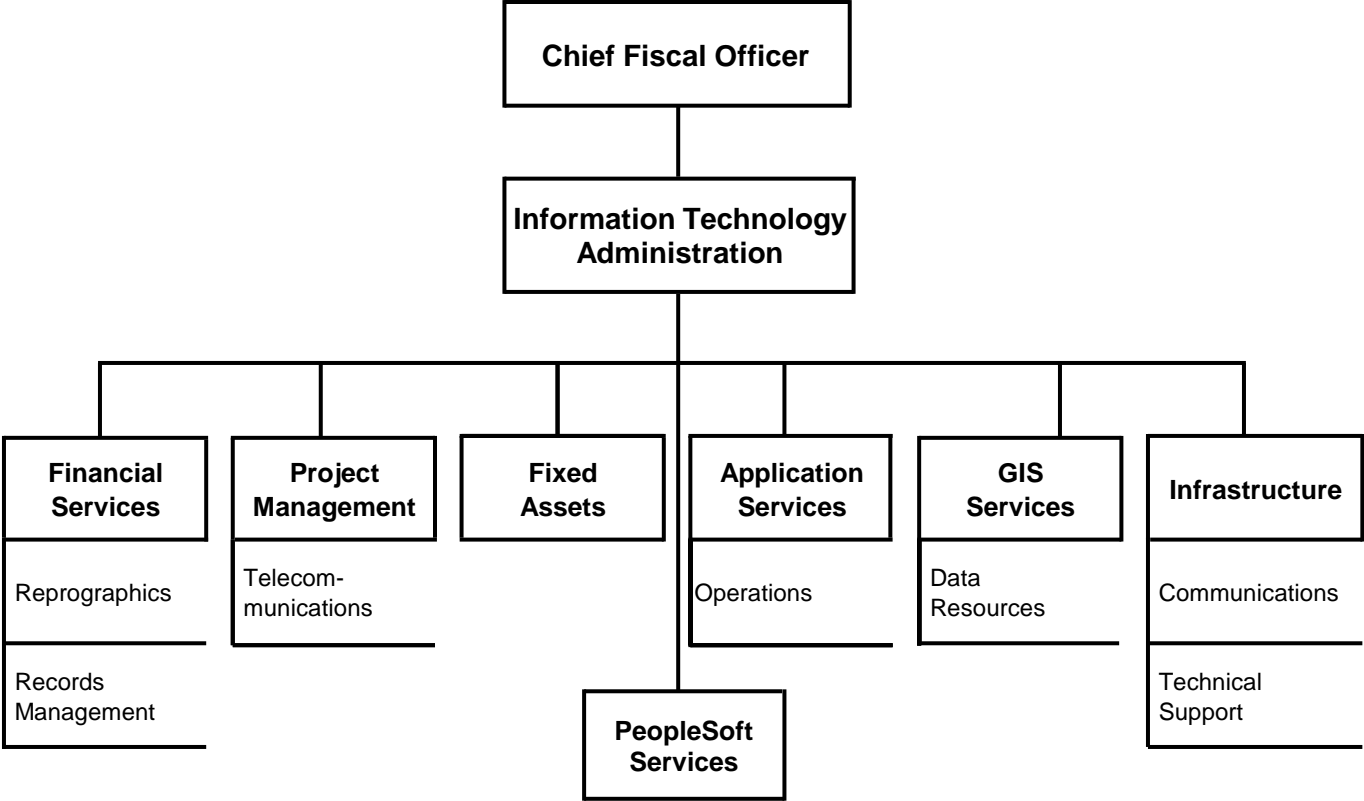 Chief Fiscal Officer
Information Technology
Administration
Financial
Services
Project
Management
Fixed
Assets
Application
Services
GIS
Services
Infrastructure
Reprographics
Records
Management
Telecom-
munications
Operations
Data
Resources
Communications
Technical
Support
PeopleSoft
Services